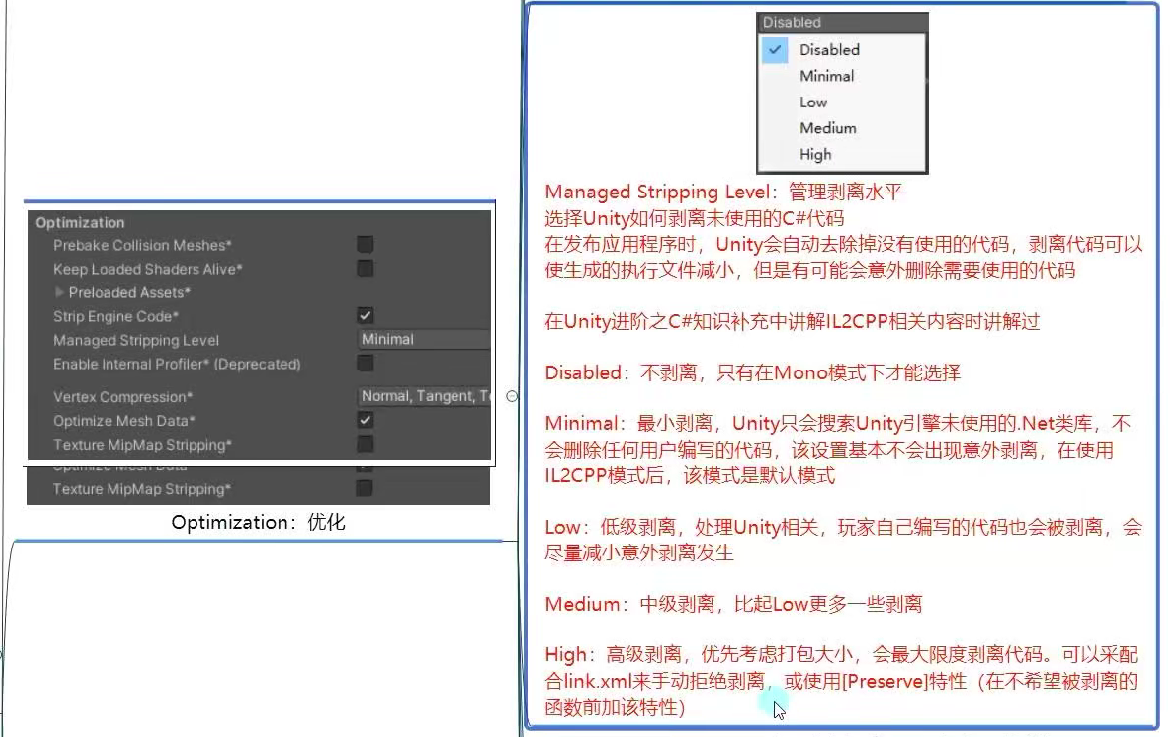 Optimization
Prebake Collision Meshes*
Keep Loaded Shaders Alive*
Preloaded Assets*
Strip Engine Code*
Managed Stripping Level Minimal
Enable Internal Profiler* (Deprecated)
Vertex Compression* Normal, Tangent, Te
Optimize Mesh Data*
Texture MipMap Stripping*
Optimize Mesh Data*
Texture MipMap Stripping*
Optimization：优化
Disabled
Disabled
Minimal
Low
Medium
High
Managed Stripping Level：管理剥离水平
选择Unity如何剥离未使用的C#代码
在发布应用程序时，Unity会自动去除掉没有使用的代码，剥离代码可以
使生成的执行文件减小，但是有可能会意外删除需要使用的代码
在Unity进阶之C#知识补充中讲解IL2CPP相关内容时讲解过
Disabled：不剥离，只有在Mono模式下才能选择
Minimal：最小剥离，Unity只会搜索Unity引擎未使用的.Net类库，不
会删除任何用户编写的代码，该设置基本不会出现意外剥离，在使用
IL2CPP模式后，该模式是默认模式
Low：低级剥离，处理Unity相关，玩家自己编写的代码也会被剥离，会
尽量减小意外剥离发生
Medium：中级剥离，比起Low更多一些剥离
High：高级剥离，优先考虑打包大小，会最大限度剥离代码。可以采配
合link.xml来手动拒绝剥离，或使用[Preserve]特性（在不希望被剥离的
函数前加该特性）